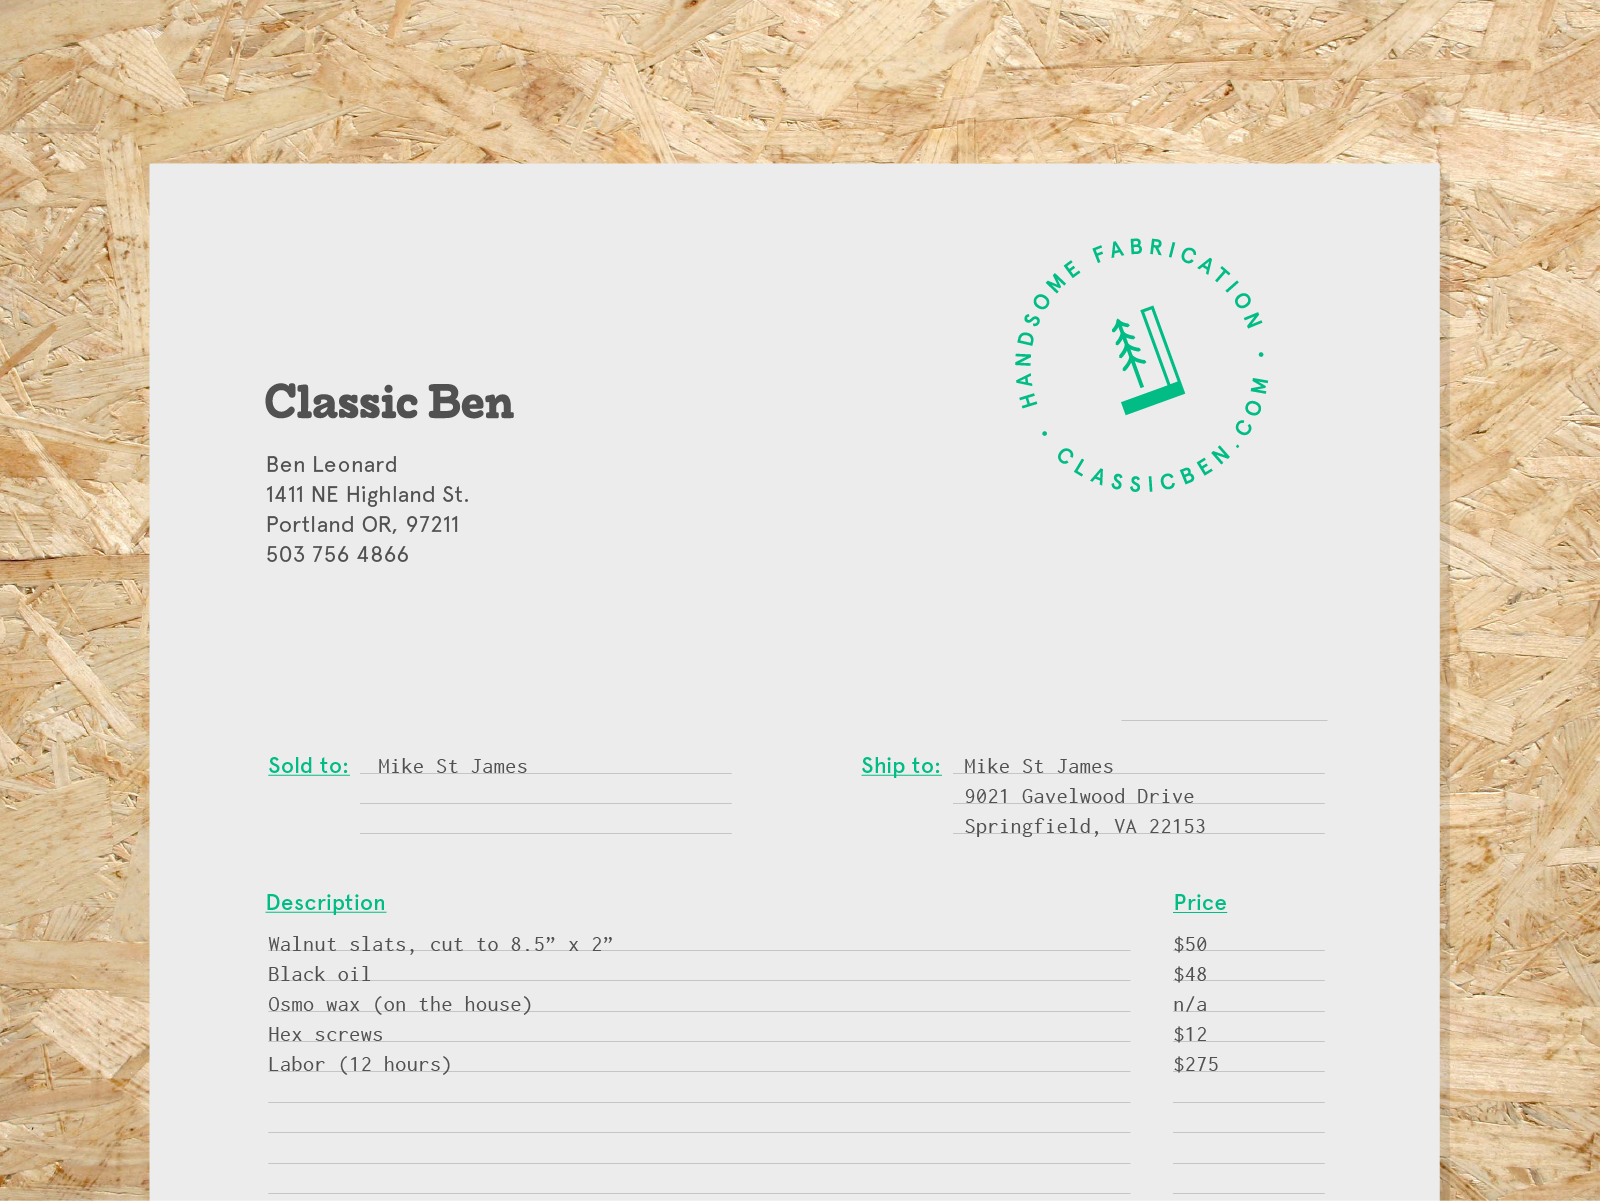 HANDSOME FABRICATION • CLASSICBEN.COM •
Classic Ben
Ben Leonard
1411 NE Highland St.
Portland OR, 97211
503 756 4866
Sold to: Mike St James
Ship to: Mike St James
9021 Gavelwood Drive
Springfield, VA 22153
Description Price
Walnut slats, cut to 8.5” x 2” $50
Black oil $48
Osmo wax (on the house) n/a
Hex screws $12
Labor (12 hours) $275